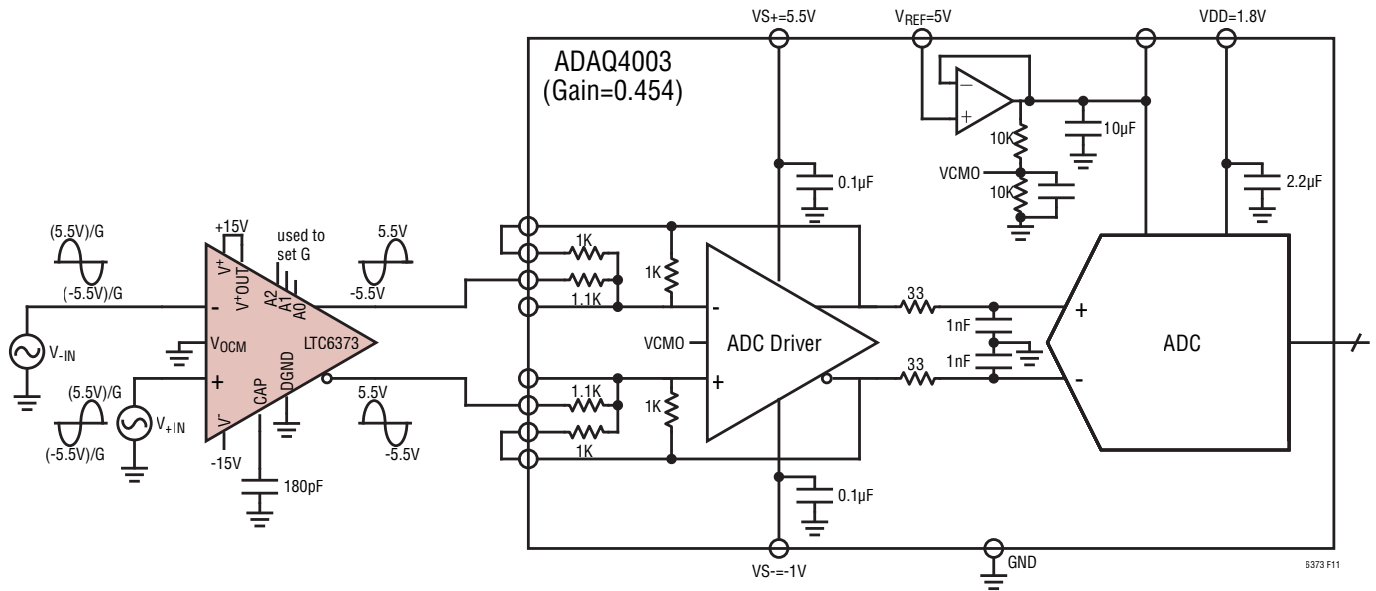 VS+=5.5V
VREF=5V
VDD=1.8V
ADAQ4003
(Gain=0.454)
−
+
10K
VCMO
10K
10µF
0.1µF
2.2µF
(5.5V)/G
(-5.5V)/G
+15V
V+
V+OUT
used to
set G
A2
A1
A0
5.5V
-5.5V
1K
1.1K
1K
-
VOCM
LTC6373
+
V-IN
(5.5V)/G
(-5.5V)/G
V+IN
V-
-15V
CAP
DGND
180pF
5.5V
-5.5V
VCMO
-
ADC Driver
+
1.1K
1K
1K
33
1nF
1nF
33
+
ADC
-
0.1µF
VS-=-1V
GND
6373 F11